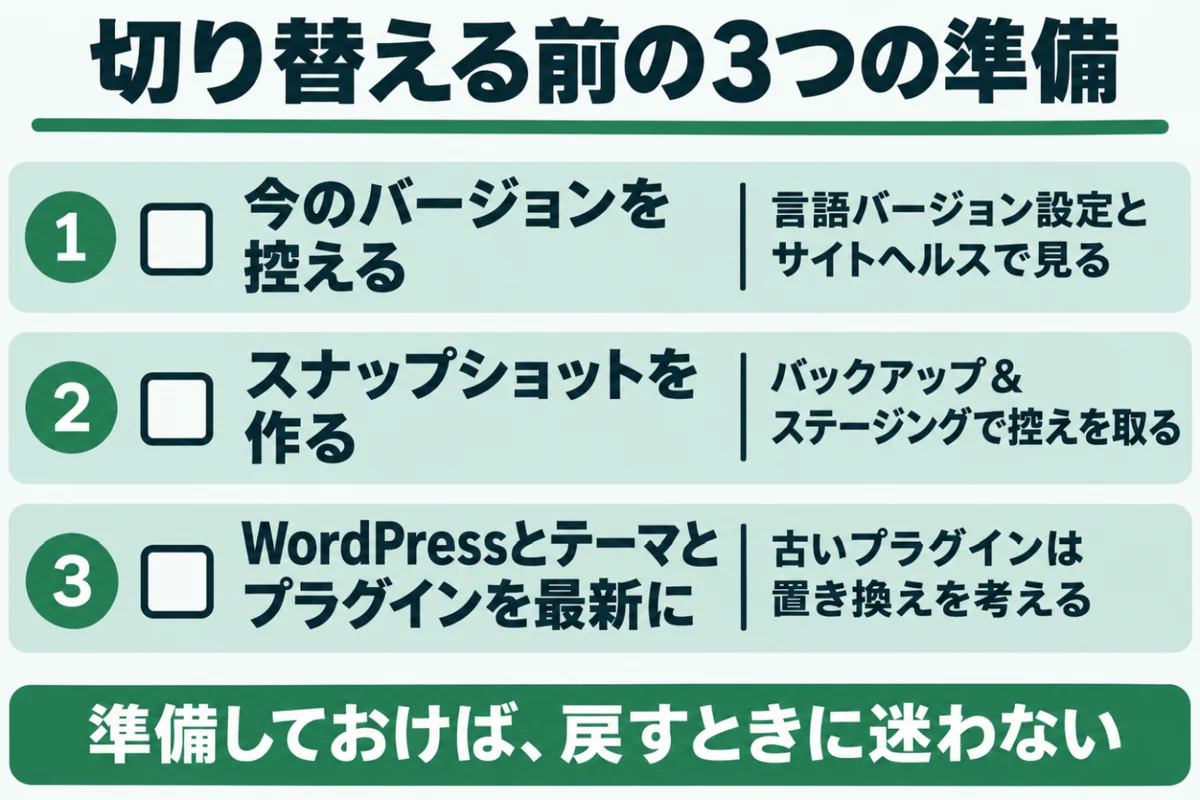 切り替える前の3つの準備
1
今のバージョンを
控える
言語バージョン設定と
サイトヘルスで見る
2
スナップショットを
作る
バックアップ＆
ステージングで控えを取る
3
WordPressとテーマと
プラグインを最新に
古いプラグインは
置き換えを考える
準備しておけば、戻すときに迷わない